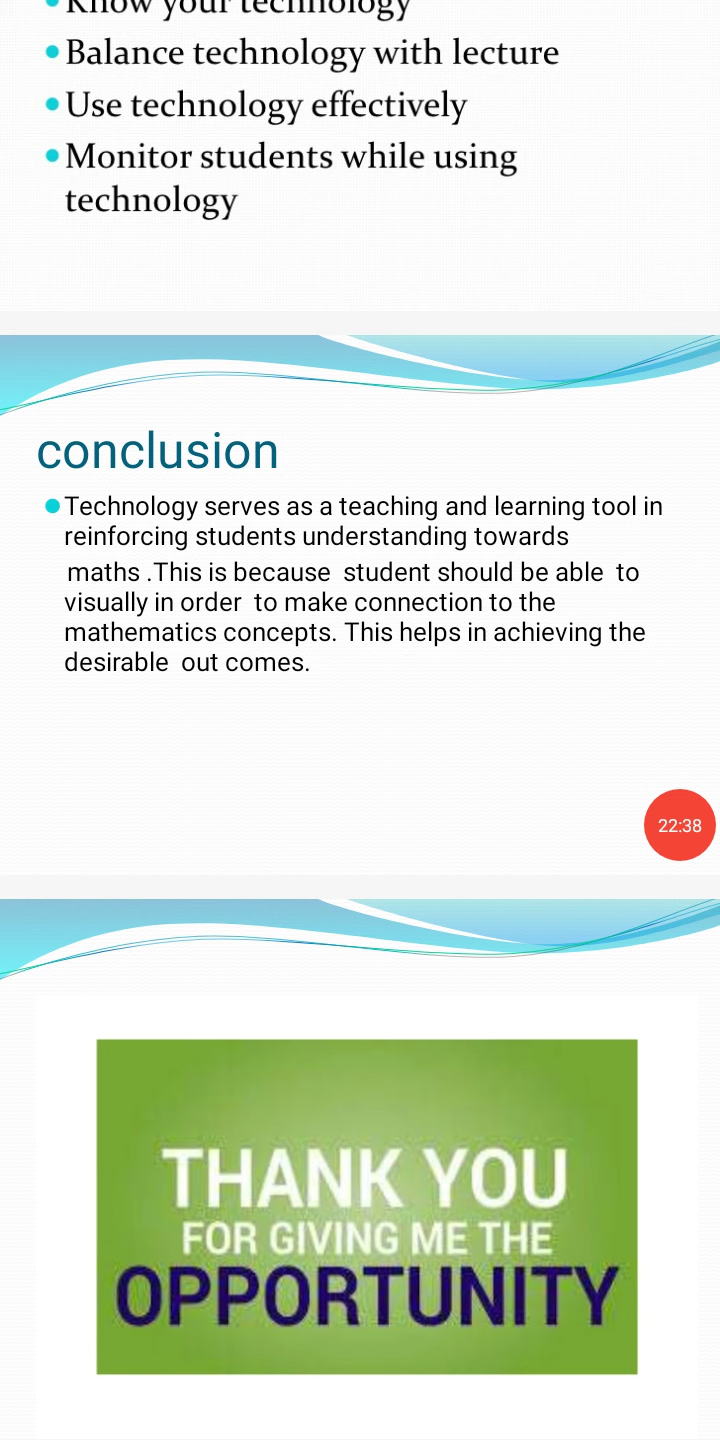 Know your technology
Balance technology with lecture
Use technology effectively
Monitor students while using
technology
conclusion
Technology serves as a teaching and learning tool in
reinforcing students understanding towards
maths .This is because student should be able to
visually in order to make connection to the
mathematics concepts. This helps in achieving the
desirable out comes.
22:38
THANK YOU
FOR GIVING ME THE
OPPORTUNITY